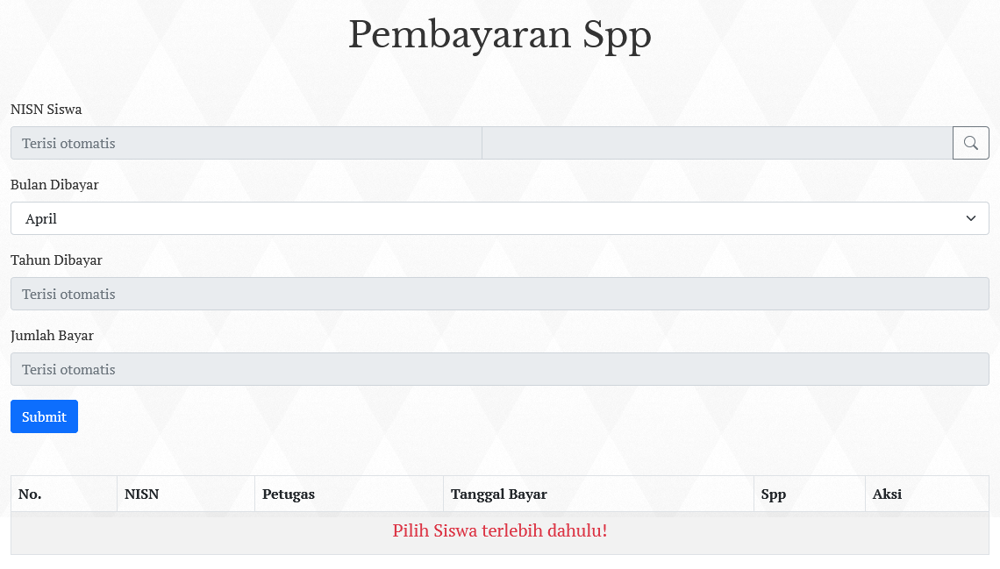 Pembayaran Spp
NISN Siswa
Terisi otomatis
Bulan Dibayar
April
Tahun Dibayar
Terisi otomatis
Jumlah Bayar
Terisi otomatis
Submit
No. NISN Petugas Tanggal Bayar Spp Aksi
Pilih Siswa terlebih dahulu!